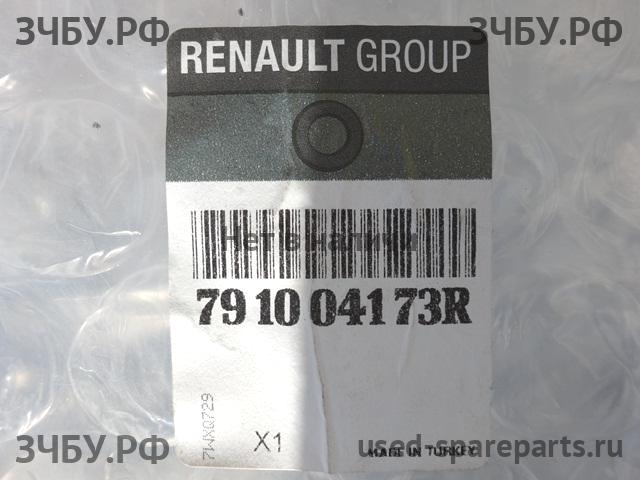 ЗЧБУ.РФ
ЗЧБУ.РФ
RENAULT GROUP
Нет в наличии
79 10 041 73R
7WXQ729
X1
MADE IN TURKEY
ЗЧБУ.РФ
used-spareparts.ru